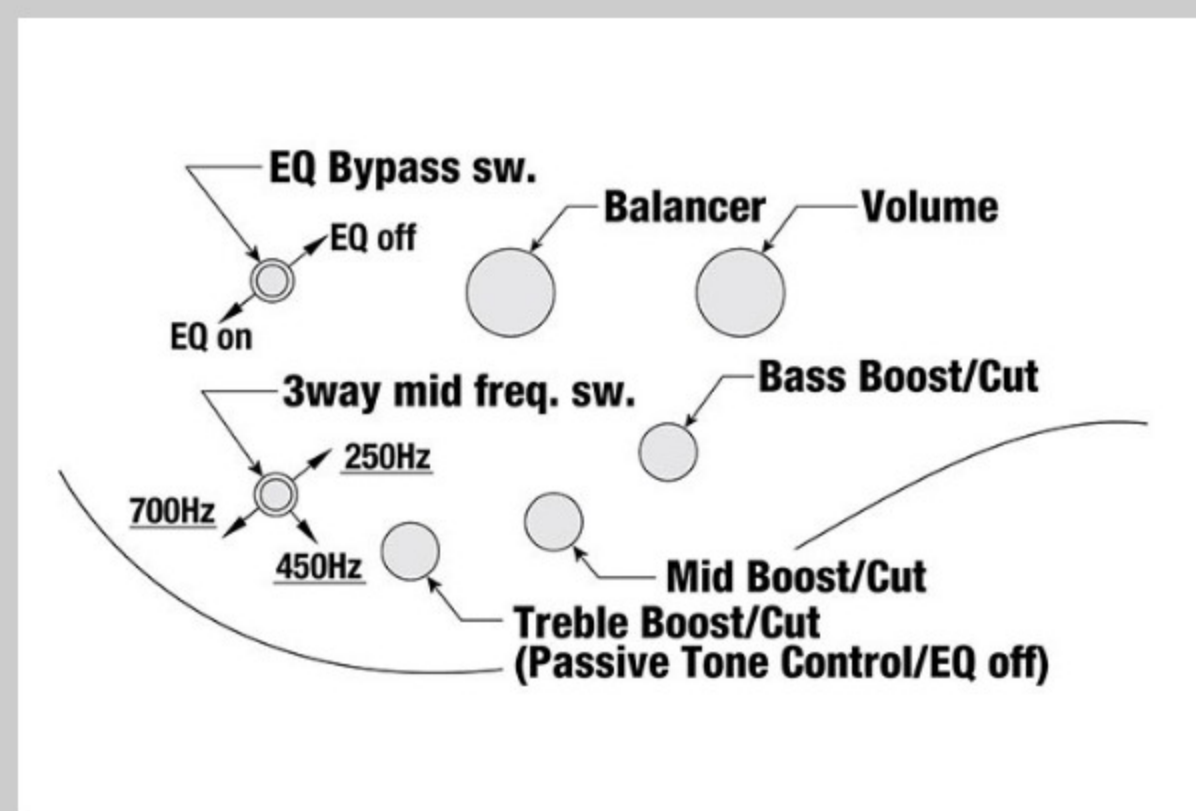 EQ Bypass sw.
Balancer
Volume
EQ off
EQ on
Bass Boost/Cut
3way mid freq. sw.
250Hz
700Hz
450Hz
Mid Boost/Cut
Treble Boost/Cut
(Passive Tone Control/EQ off)